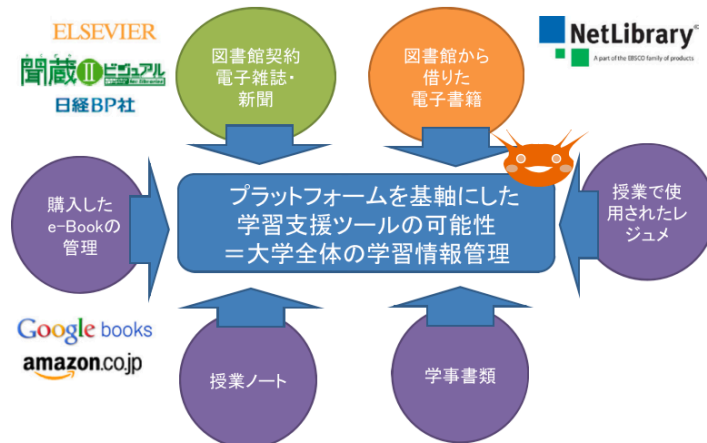 ELSEVIER
聞蔵Ⅱビジュアル
日経BP社
図書館契約
電子雑誌・
新聞
図書館から
借りた
電子書籍
NetLibrary
A part of the EBSCO family of products
購入した
e-Bookの
管理
プラットフォームを基軸にした
学習支援ツールの可能性
＝大学全体の学習情報管理
授業で使
用されたレ
ジュメ
Google books
amazon.co.jp
授業ノート
学事書類